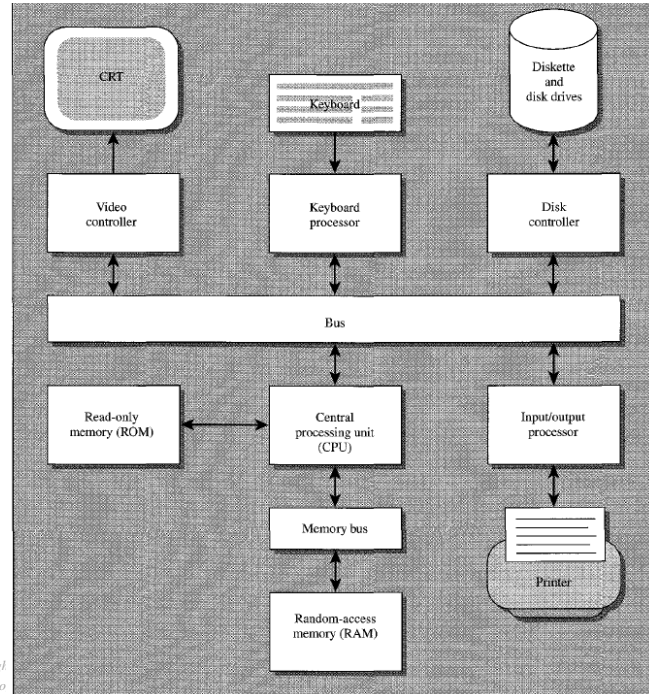 CRT
Keyboard
Diskette
and
disk drives
Video
controller
Keyboard
processor
Disk
controller
Bus
Read-only
memory (ROM)
Central
processing unit
(CPU)
Input/output
processor
Memory bus
Printer
Random-access
memory (RAM)